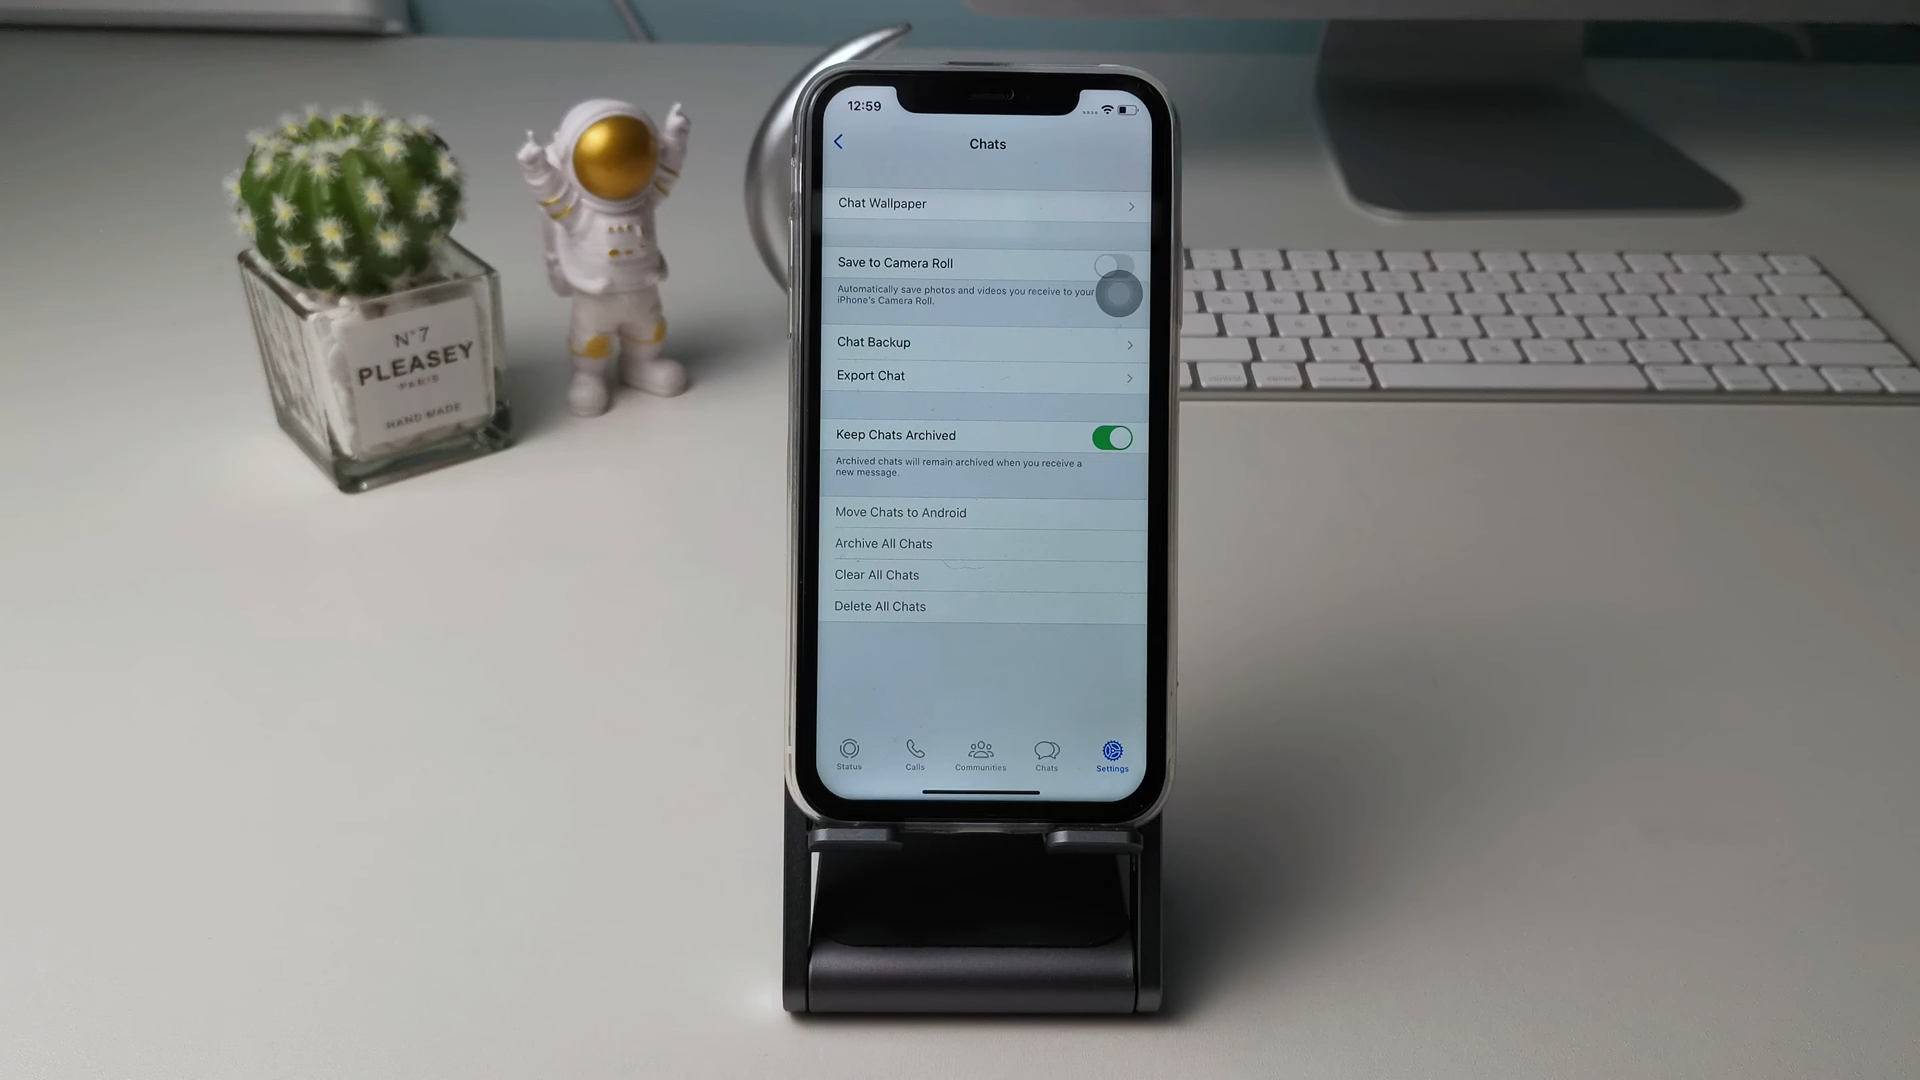 12:59
Chats
Chat Wallpaper
Save to Camera Roll
Automatically save photos and videos you receive to your
iPhone's Camera Roll.
Chat Backup
Export Chat
Keep Chats Archived
Archived chats will remain archived when you receive a
new message.
Move Chats to Android
Archive All Chats
Clear All Chats
Delete All Chats
Status
Calls
Communities
Chats
Settings
N°7
PLEASEY
PARIS
HAND MADE